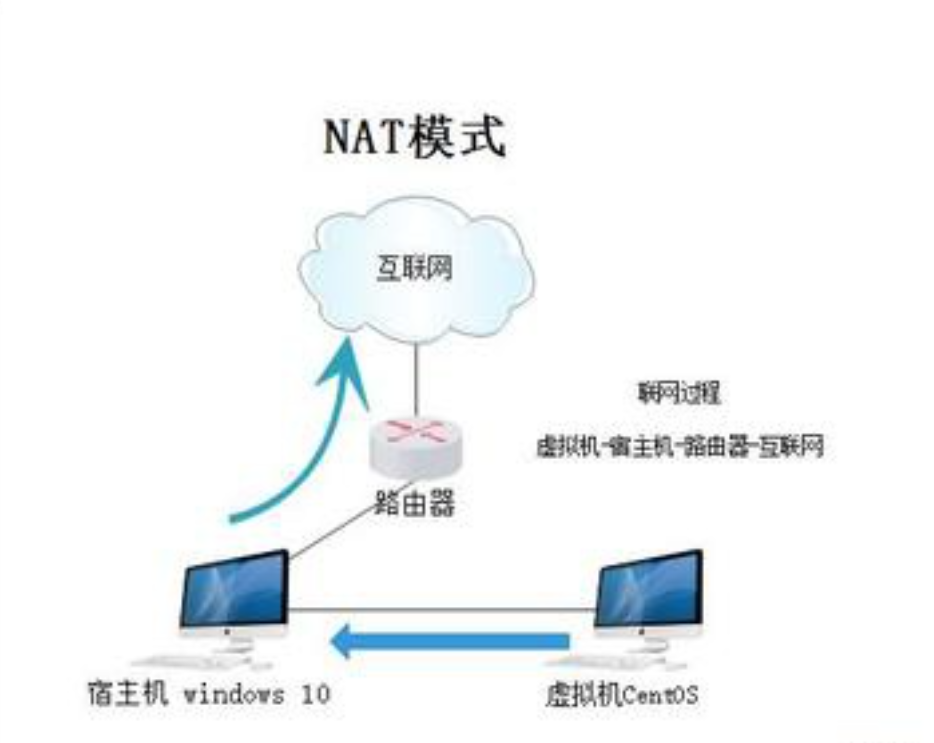 NAT模式
互联网
联网过程
虚拟机-宿主机-路由器-互联网
路由器
宿主机 windows 10
虚拟机CentOS